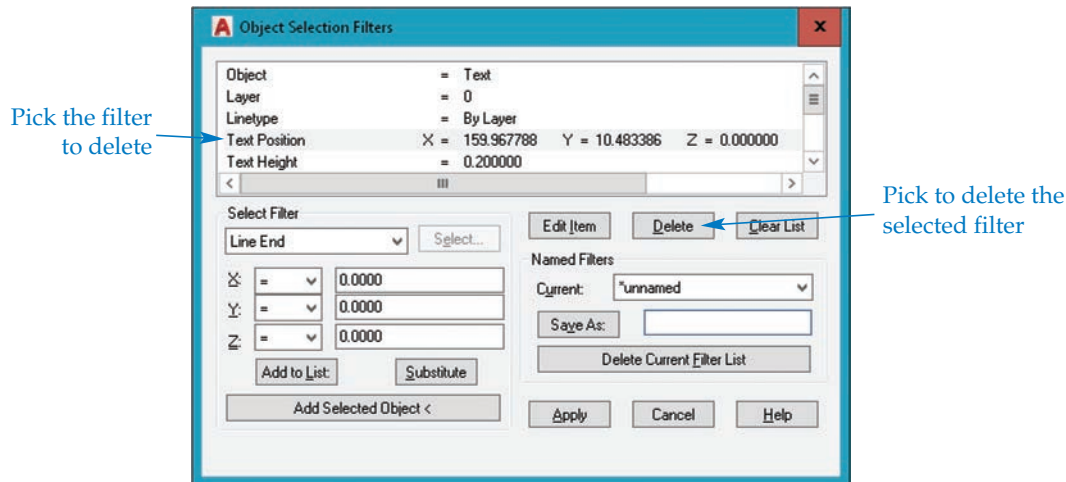 A Object Selection Filters x
Object = Text
Layer = 0
Linetype = By Layer
Text Position X = 159.967788 Y = 10.483386 Z = 0.000000
Text Height = 0.200000
Pick the filter
to delete
Select Filter
Line End
Select...
X: = 0.0000
Y: = 0.0000
Z: = 0.0000
Add to List:
Substitute
Add Selected Object <
Edit Item
Delete
Clear List
Pick to delete the
selected filter
Named Filters
Current: *unnamed
Save As:
Delete Current Filter List
Apply
Cancel
Help